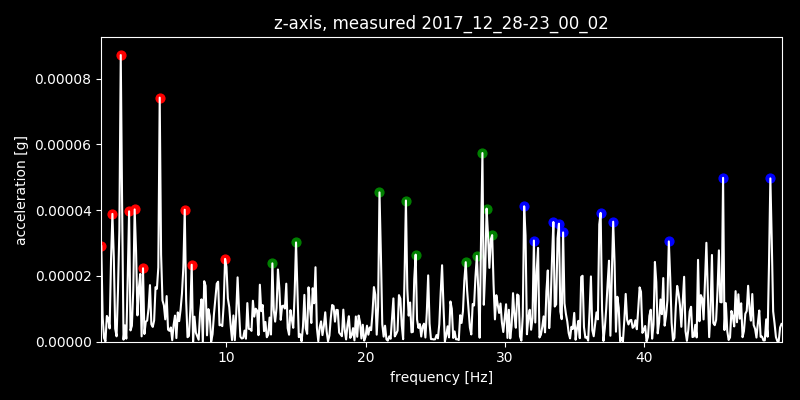 z-axis, measured 2017_12_28-23_00_02
0.00008
0.00006
0.00004
0.00002
0.00000
acceleration [g]
10 20 30 40
frequency [Hz]